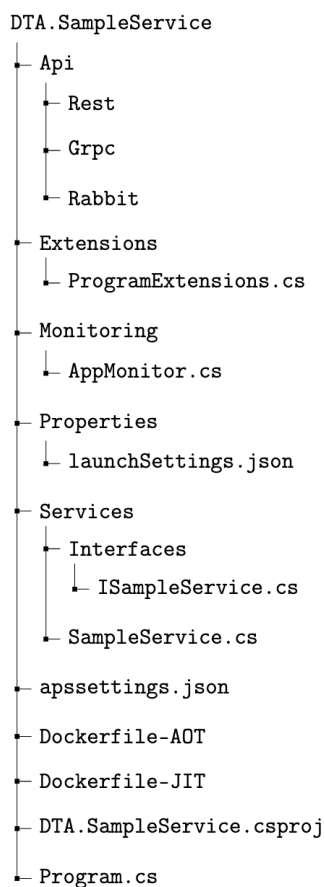 DTA.SampleService
Api
Rest
Grpc
Rabbit
Extensions
ProgramExtensions.cs
Monitoring
AppMonitor.cs
Properties
launchSettings.json
Services
Interfaces
ISampleService.cs
SampleService.cs
apssettings.json
Dockerfile-AOT
Dockerfile-JIT
DTA.SampleService.csproj
Program.cs